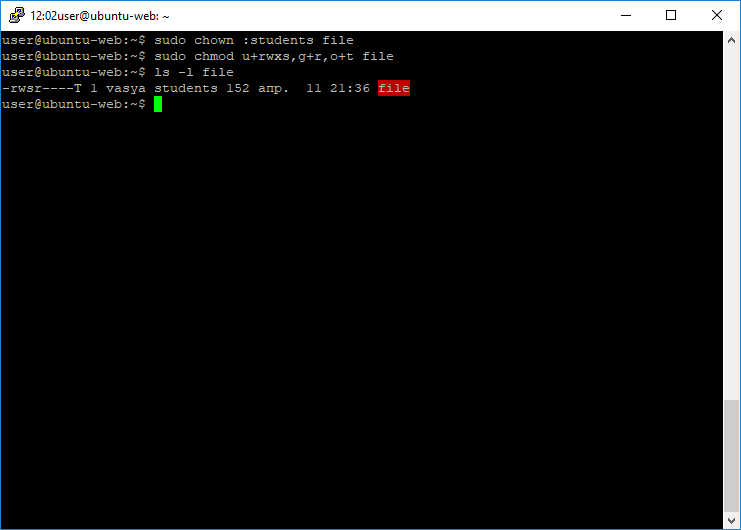 12:02user@ubuntu-web: ~
user@ubuntu-web:~$ sudo chown :students file
user@ubuntu-web:~$ sudo chmod u+rwxs,g+r,o+t file
user@ubuntu-web:~$ ls -l file
-rwsr----T 1 vasya students 152 апр.  11 21:36 file
user@ubuntu-web:~$